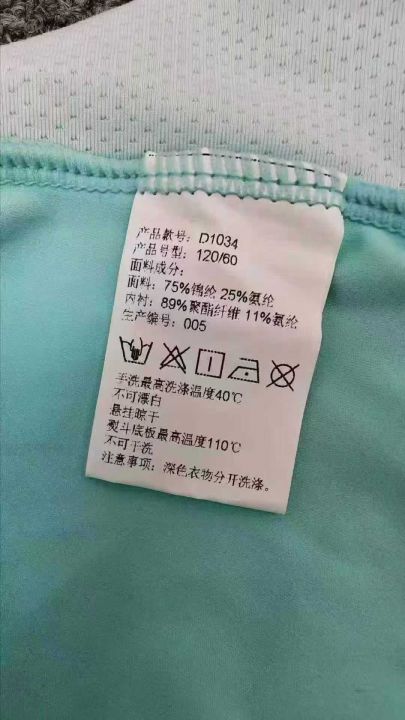 产品款号：D1034
产品号型：120/60
面料成分：
面料：75%锦纶 25%氨纶
内衬：89%聚酯纤维 11%氨纶
生产编号：005
手洗最高洗涤温度40℃
不可漂白
悬挂晾干
熨斗底板最高温度110℃
不可干洗
注意事项：深色衣物分开洗涤。